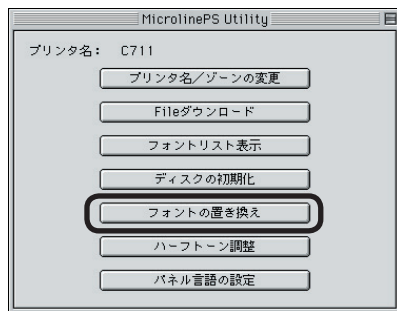 MicrolinePS Utility
プリンタ名： C711
プリンタ名／ゾーンの変更
Fileダウンロード
フォントリスト表示
ディスクの初期化
フォントの置き換え
ハーフトーン調整
パネル言語の設定